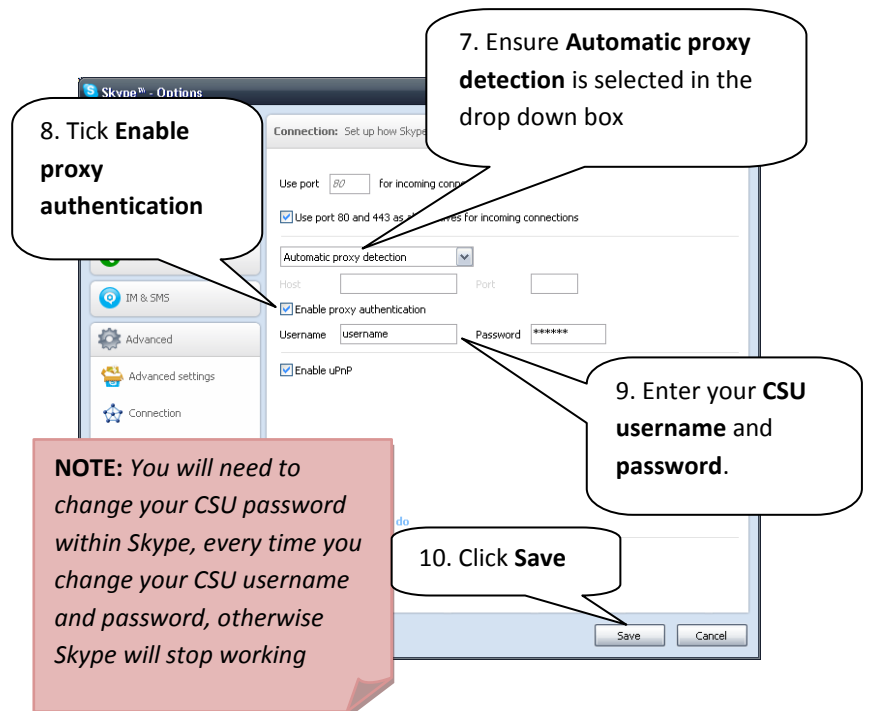 7. Ensure Automatic proxy
detection is selected in the
drop down box
Skype™ - Options
8. Tick Enable
proxy
authentication
Connection: Set up how Skype
Use port 80 for incoming
Use port 80 and 443 as for incoming connections
Automatic proxy detection
Host Port
IM & SMS
Enable proxy authentication
Advanced
Username username Password ******
Advanced settings
Enable uPnP
Connection
9. Enter your CSU
username and
password.
NOTE: You will need to
change your CSU password
within Skype, every time you
change your CSU username
and password, otherwise
Skype will stop working
do
10. Click Save
Save Cancel